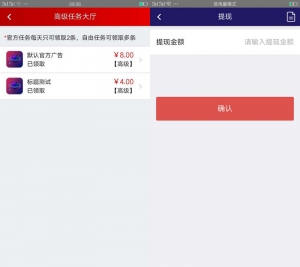 高级任务大厅
*官方任务每天只可领取2条，自由任务可领取多条
默认官方广告
¥8.00
已领取
【高级】
标题测试
¥4.00
已领取
【高级】
提现
提现金额
请输入提现金额
确认